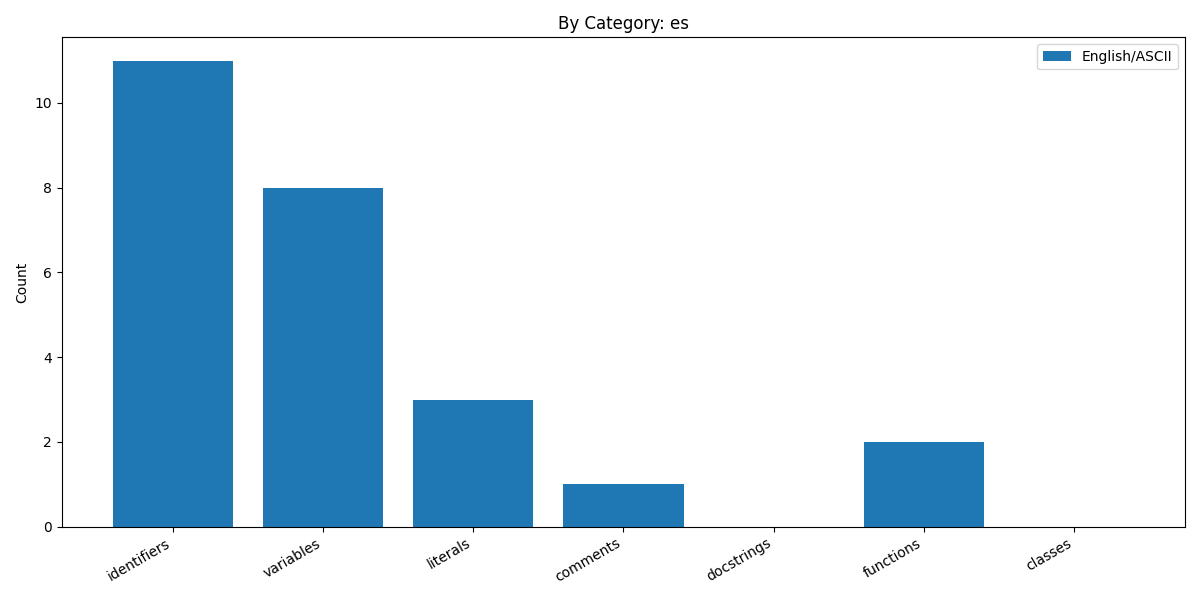 By Category: es
English/ASCII
Count
10
8
6
4
2
0
identifiers
variables
literals
comments
docstrings
functions
classes